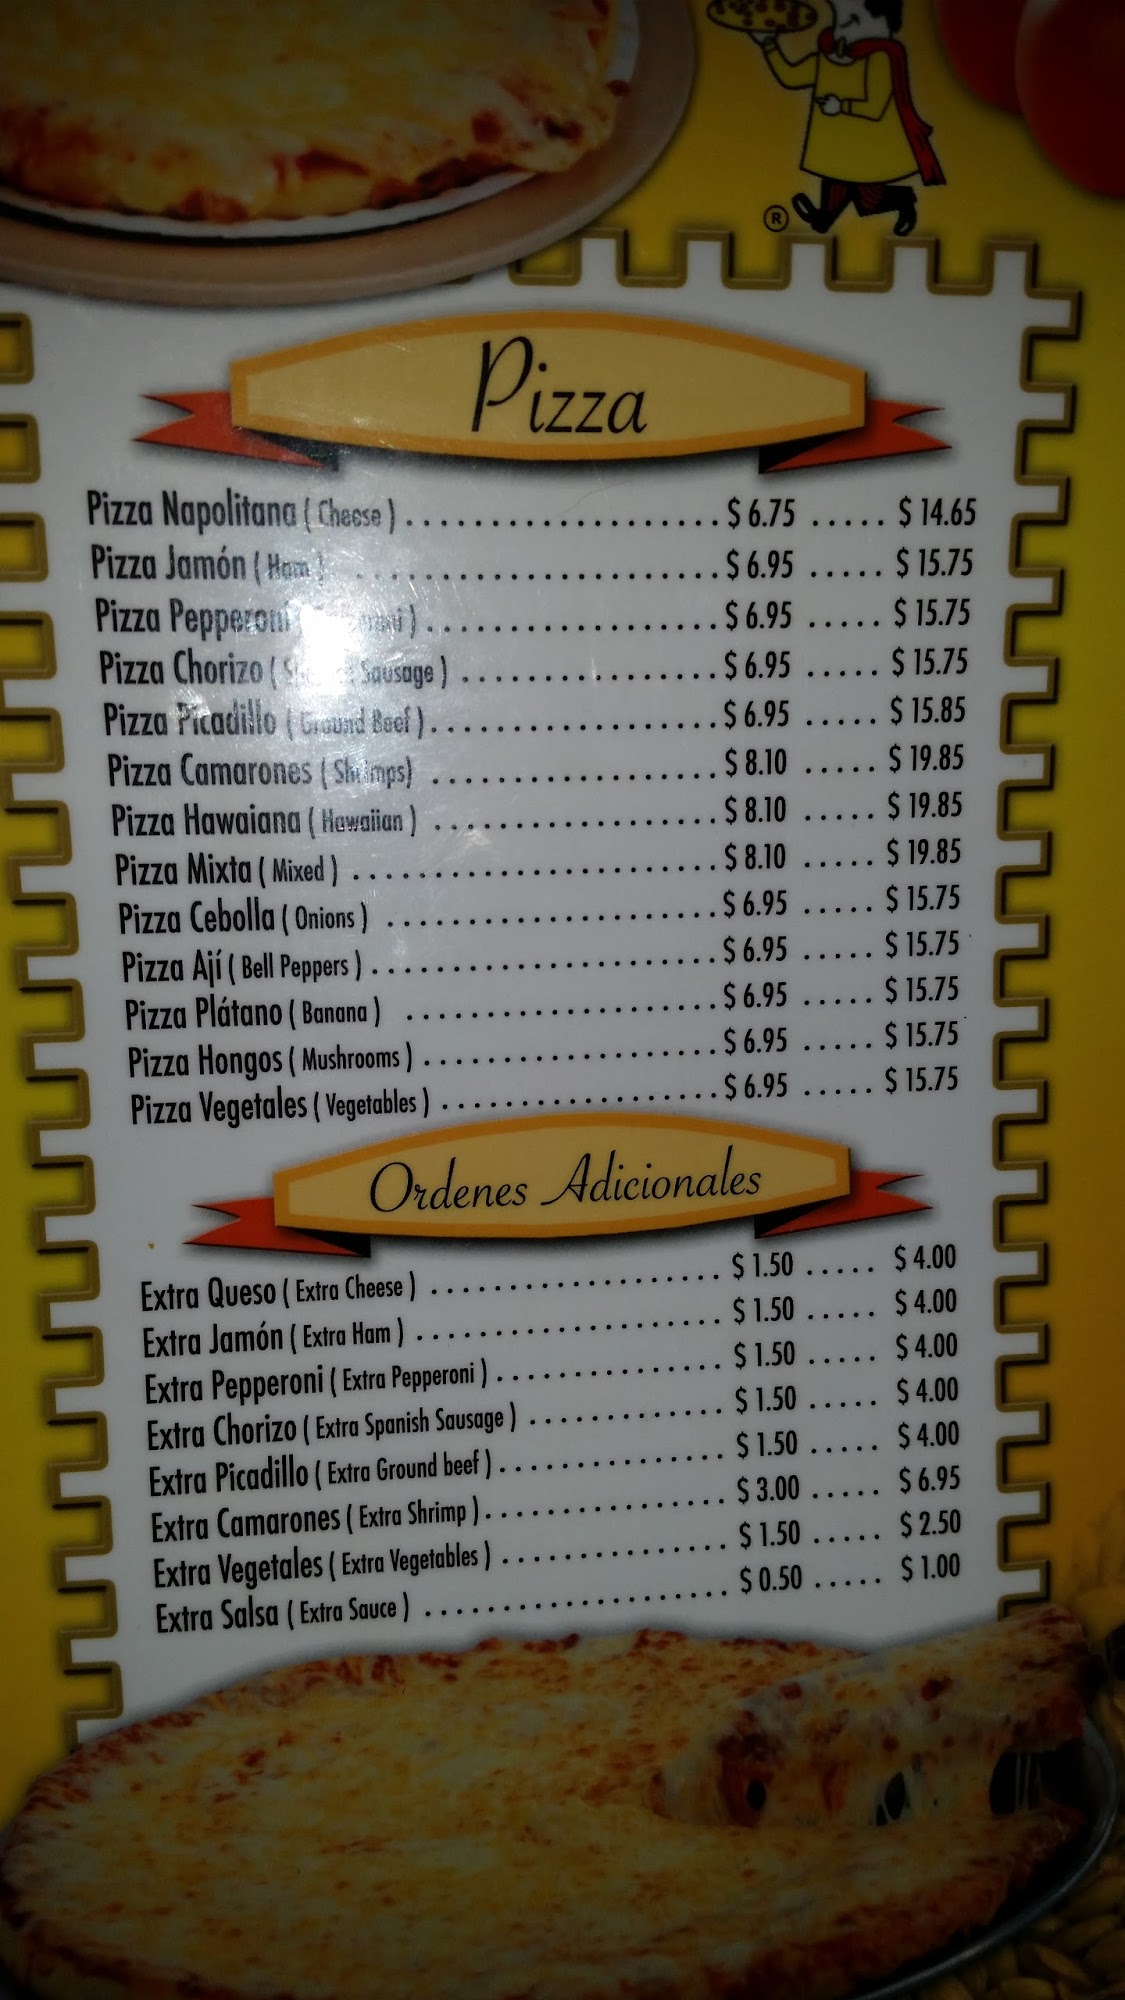 ®
Pizza
Pizza Napolitana ( Cheese ) . . . . . . . . . . . . . . . . . . . . $ 6.75 . . . . . $ 14.65
Pizza Jamón ( Ham ) . . . . . . . . . . . . . . . . . . . . . . . $ 6.95 . . . . . $ 15.75
Pizza Pepperoni ) . . . . . . . . . . . . . . . . . . . $ 6.95 . . . . . $ 15.75
Pizza Chorizo ( Sausage ) . . . . . . . . . . . . . . . . . $ 6.95 . . . . . $ 15.75
Pizza Picadillo ( Ground Beef ) . . . . . . . . . . . . . . . . . . $ 6.95 . . . . . $ 15.85
Pizza Camarones ( Shrimps) . . . . . . . . . . . . . . . . . . $ 8.10 . . . . . $ 19.85
Pizza Hawaiana ( Hawaiian ) . . . . . . . . . . . . . . . . . . $ 8.10 . . . . . $ 19.85
Pizza Mixta ( Mixed ) . . . . . . . . . . . . . . . . . . . . . . . $ 8.10 . . . . . $ 19.85
Pizza Cebolla ( Onions ) . . . . . . . . . . . . . . . . . . . . . $ 6.95 . . . . . $ 15.75
Pizza Ají ( Bell Peppers ) . . . . . . . . . . . . . . . . . . . . . . $ 6.95 . . . . . $ 15.75
Pizza Plátano ( Banana ) . . . . . . . . . . . . . . . . . . . . $ 6.95 . . . . . $ 15.75
Pizza Hongos ( Mushrooms ) . . . . . . . . . . . . . . . . . . . $ 6.95 . . . . . $ 15.75
Pizza Vegetales ( Vegetables ) . . . . . . . . . . . . . . . . . . $ 6.95 . . . . . $ 15.75
Ordenes Adicionales
Extra Queso ( Extra Cheese ) . . . . . . . . . . . . . . . . . . . $ 1.50 . . . . . $ 4.00
Extra Jamón ( Extra Ham ) . . . . . . . . . . . . . . . . . . . . $ 1.50 . . . . . $ 4.00
Extra Pepperoni ( Extra Pepperoni ) . . . . . . . . . . . . . . . $ 1.50 . . . . . $ 4.00
Extra Chorizo ( Extra Spanish Sausage ) . . . . . . . . . . . . . $ 1.50 . . . . . $ 4.00
Extra Picadillo ( Extra Ground beef ) . . . . . . . . . . . . . . . $ 1.50 . . . . . $ 4.00
Extra Camarones ( Extra Shrimp ) . . . . . . . . . . . . . . . . $ 3.00 . . . . . $ 6.95
Extra Vegetales ( Extra Vegetables ) . . . . . . . . . . . . . . . $ 1.50 . . . . . $ 2.50
Extra Salsa ( Extra Sauce ) . . . . . . . . . . . . . . . . . . . . $ 0.50 . . . . . $ 1.00